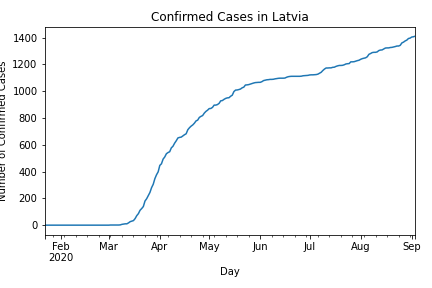 Confirmed Cases in Latvia
Number of Confirmed Cases
1400
1200
1000
800
600
400
200
0
Feb Mar Apr May Jun Jul Aug Sep
2020
Day